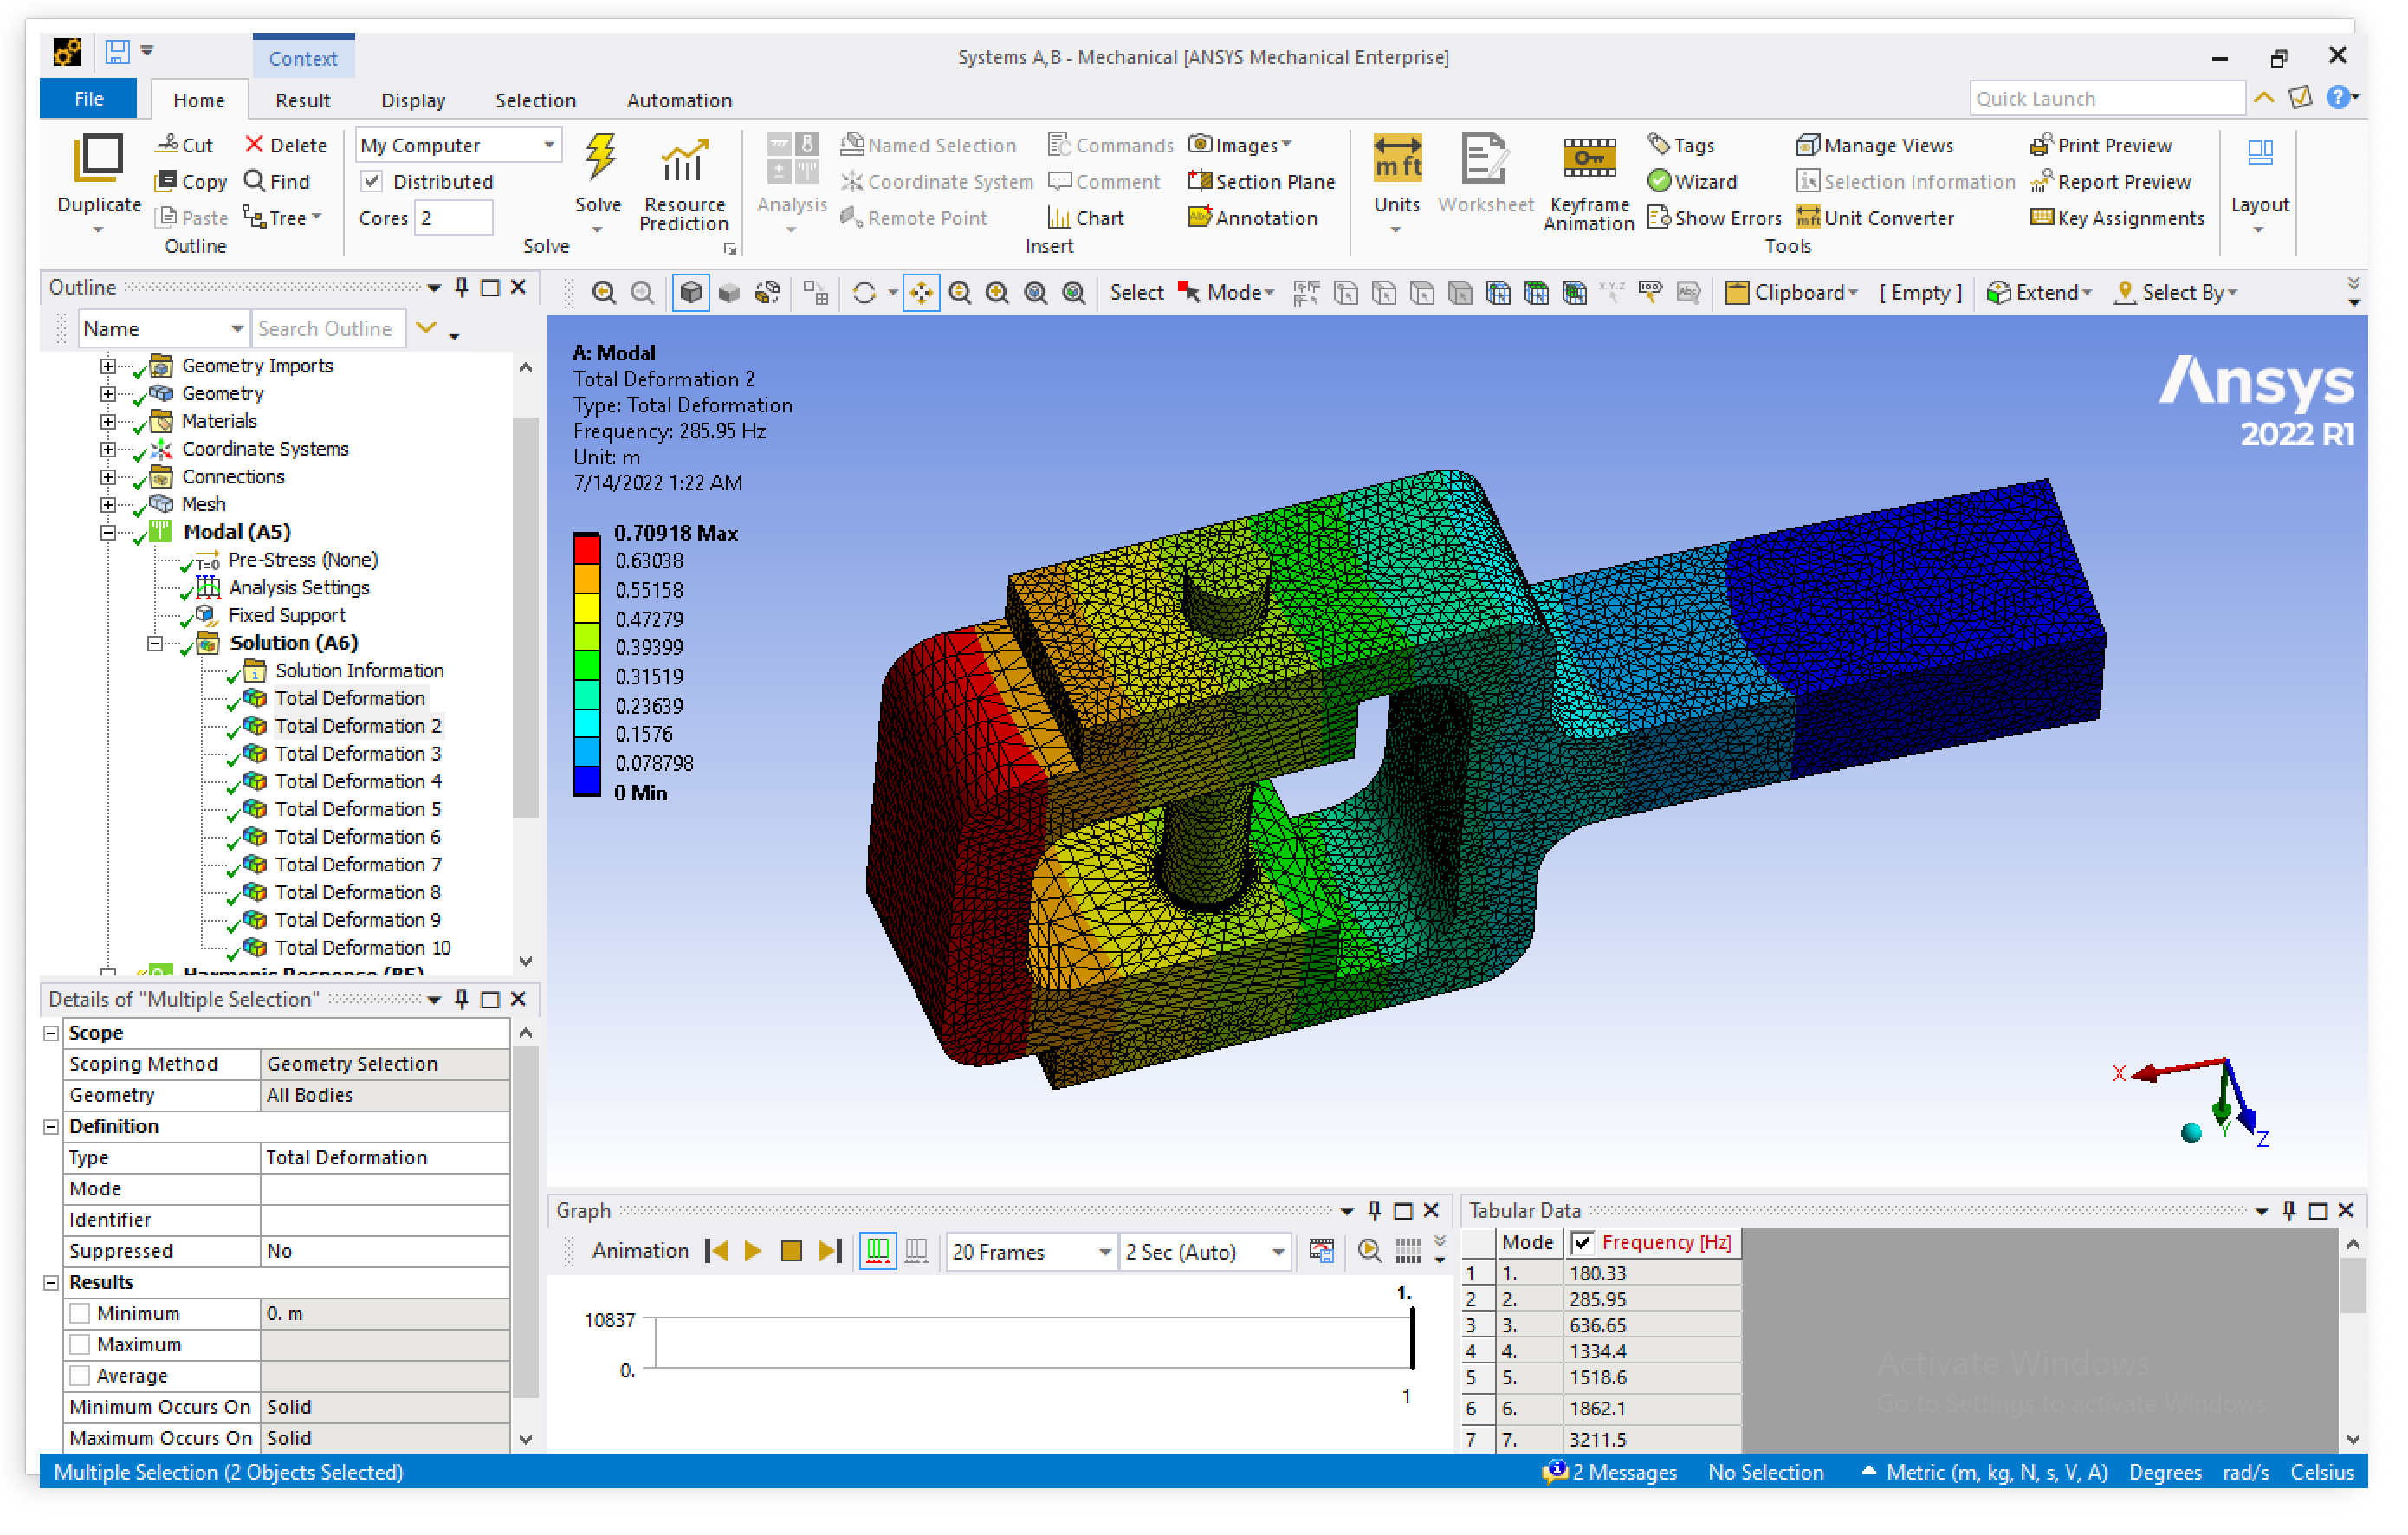 Context
Systems A,B - Mechanical [ANSYS Mechanical Enterprise]
File Home Result Display Selection Automation
Quick Launch
Duplicate
Cut
Copy
Paste
Delete
Find
Tree
Outline
My Computer
Distributed
Cores 2
Solve
Resource Prediction
Solve
Analysis
Named Selection
Coordinate System
Remote Point
Commands
Comment
Chart
Images
Section Plane
Annotation
Insert
mft
Units
Worksheet
Keyframe Animation
Tags
Wizard
Show Errors
Manage Views
Selection Information
Unit Converter
Print Preview
Report Preview
Key Assignments
Tools
Layout
Outline
Name
Search Outline
Select Mode Clipboard [ Empty ] Extend Select By
Geometry Imports
Geometry
Materials
Coordinate Systems
Connections
Mesh
Modal (A5)
Pre-Stress (None)
Analysis Settings
Fixed Support
Solution (A6)
Solution Information
Total Deformation
Total Deformation 2
Total Deformation 3
Total Deformation 4
Total Deformation 5
Total Deformation 6
Total Deformation 7
Total Deformation 8
Total Deformation 9
Total Deformation 10
Harmonic Response (B5)
A: Modal
Total Deformation 2
Type: Total Deformation
Frequency: 285.95 Hz
Unit: m
7/14/2022 1:22 AM
0.70918 Max
0.63038
0.55158
0.47279
0.39399
0.31519
0.23639
0.1576
0.078798
0 Min
Ansys
2022 R1
X
Y
Z
Details of "Multiple Selection"
Scope
Scoping Method Geometry Selection
Geometry All Bodies
Definition
Type Total Deformation
Mode
Identifier
Suppressed No
Results
Minimum 0. m
Maximum
Average
Minimum Occurs On Solid
Maximum Occurs On Solid
Graph
Animation 20 Frames 2 Sec (Auto)
1.
10837
0.
1
Tabular Data
Mode Frequency [Hz]
1 1. 180.33
2 2. 285.95
3 3. 636.65
4 4. 1334.4
5 5. 1518.6
6 6. 1862.1
7 7. 3211.5
Activate Windows
Go to Settings to activate Windows.
Multiple Selection (2 Objects Selected)
2 Messages No Selection Metric (m, kg, N, s, V, A) Degrees rad/s Celsius